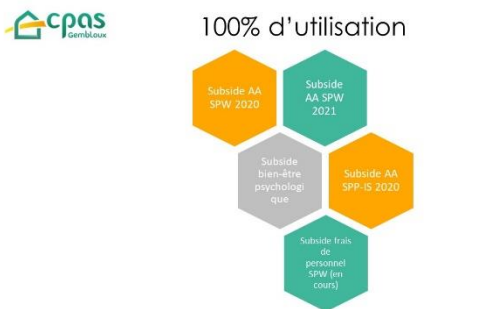 cpas
Gembloux
100% d’utilisation
Subside AA
SPW 2020
Subside
AA SPW
2021
Subside
bien-être
psychologi
que
Subside AA
SPP-IS 2020
Subside frais
de
personnel
SPW (en
cours)